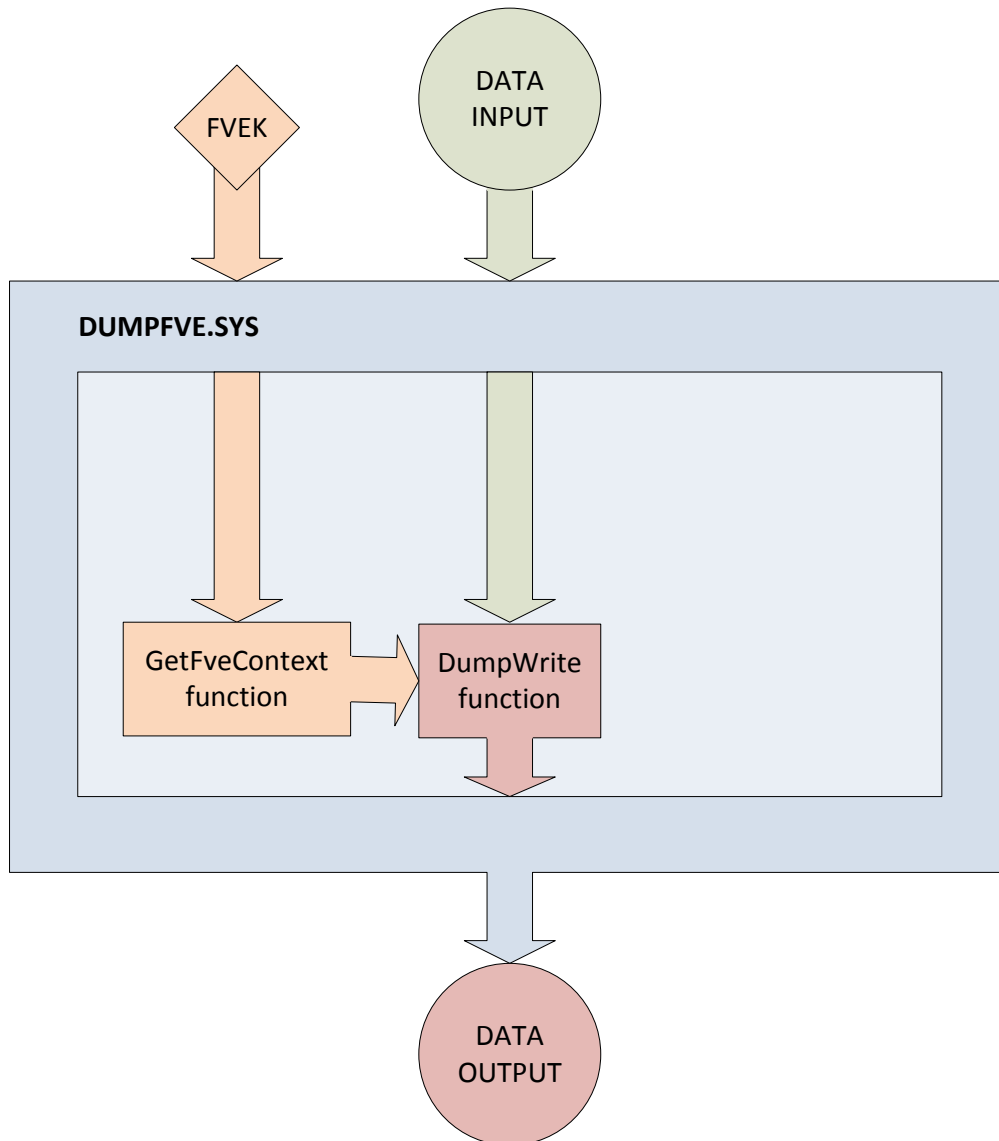 DATA
INPUT
FVEK
DUMPFVE.SYS
GetFveContext
function
DumpWrite
function
DATA
OUTPUT